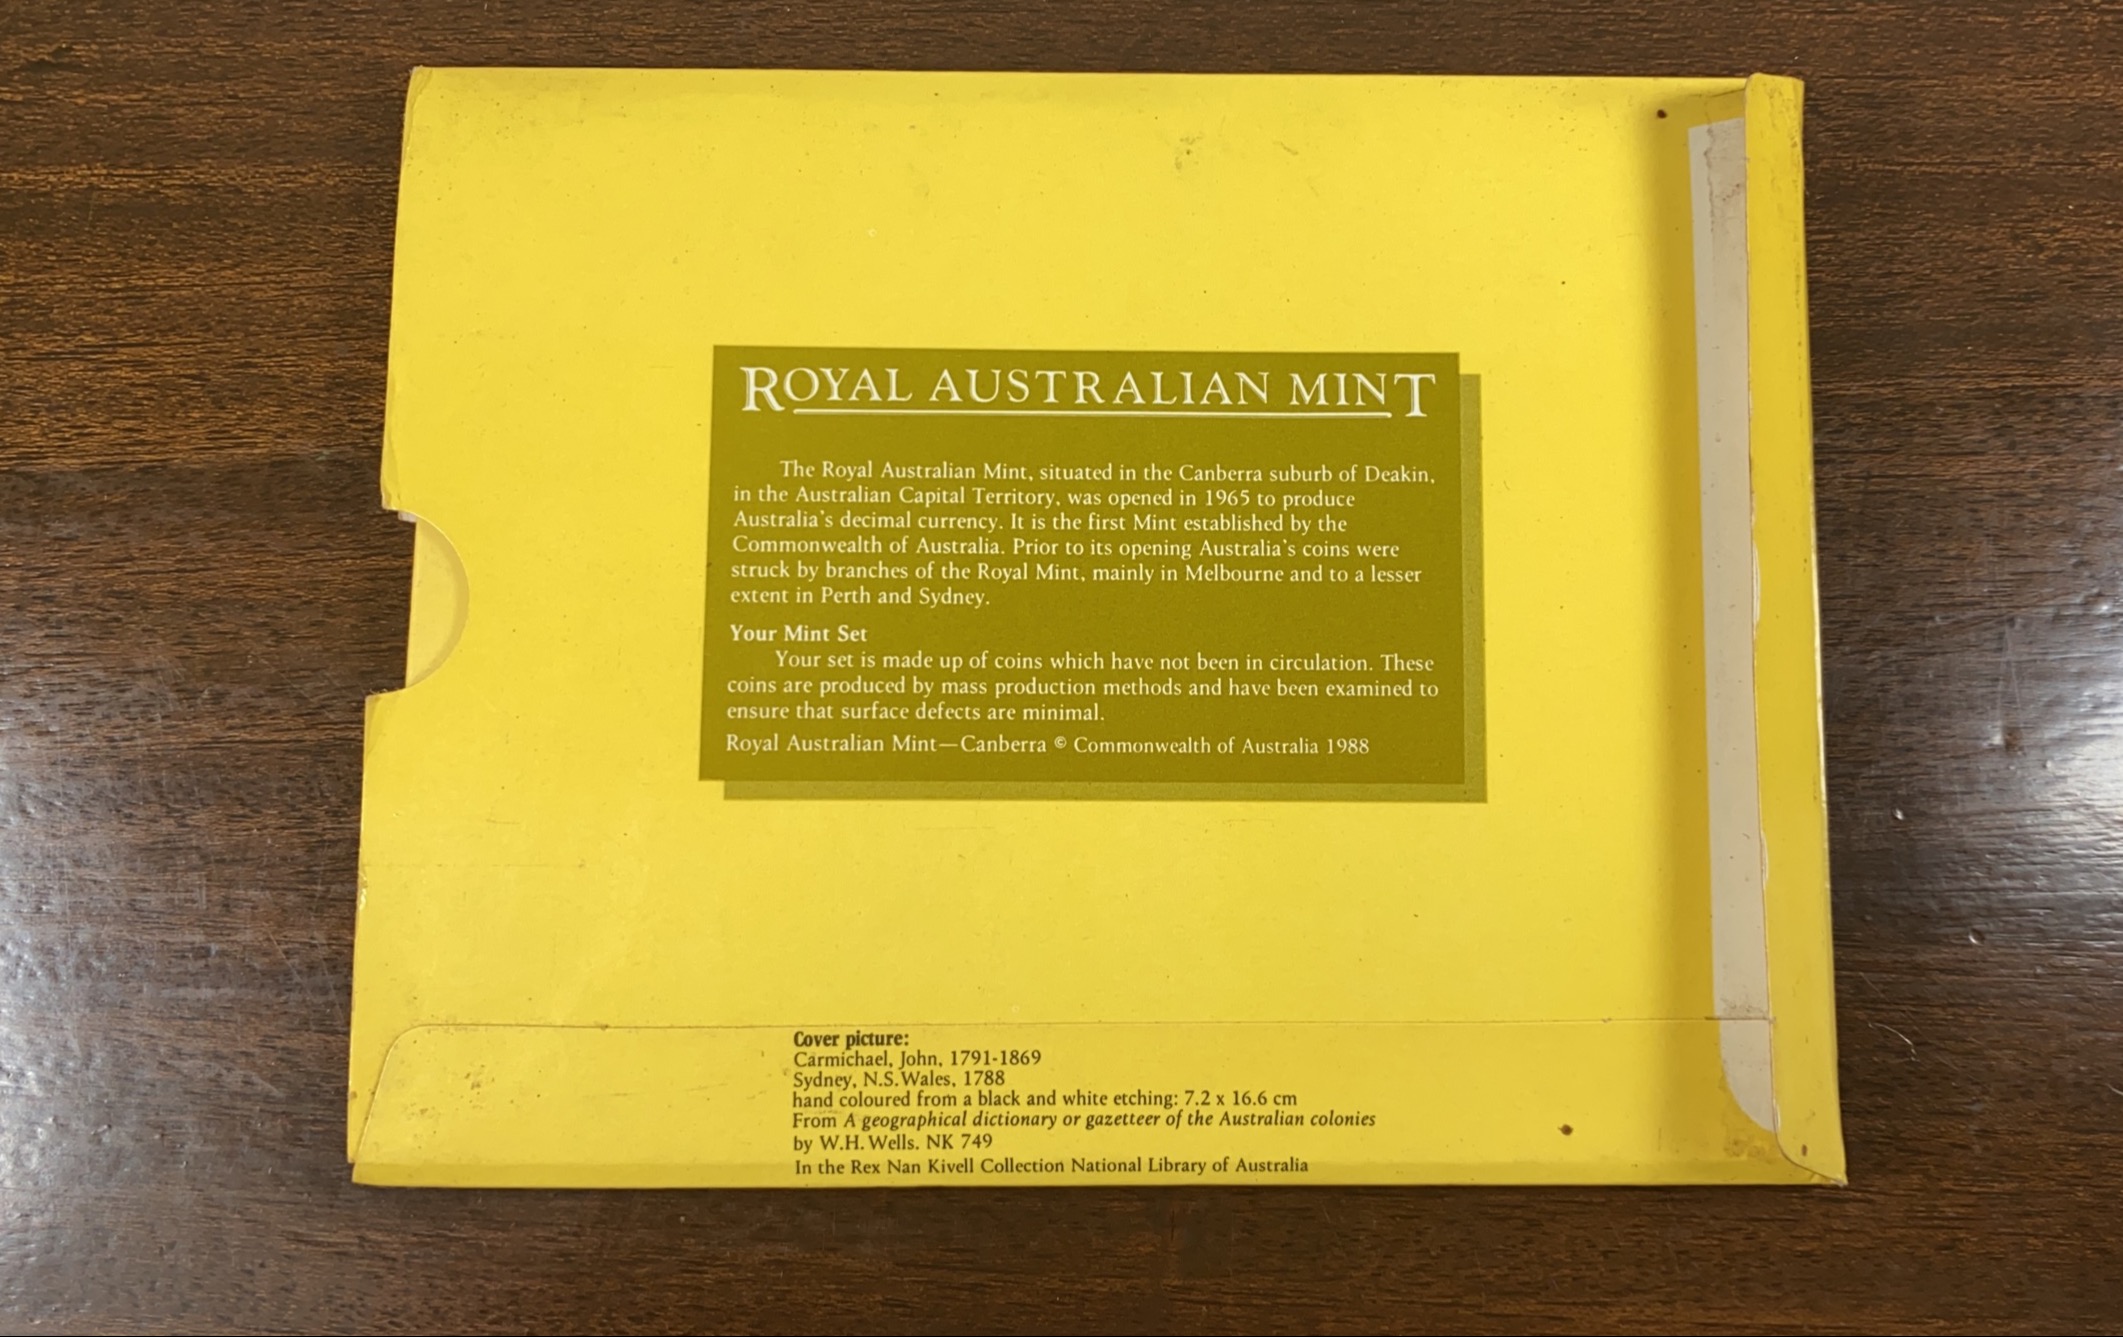 ROYAL AUSTRALIAN MINT
The Royal Australian Mint, situated in the Canberra suburb of Deakin,
in the Australian Capital Territory, was opened in 1965 to produce
Australia's decimal currency. It is the first Mint established by the
Commonwealth of Australia. Prior to its opening Australia's coins were
struck by branches of the Royal Mint, mainly in Melbourne and to a lesser
extent in Perth and Sydney.
Your Mint Set
Your set is made up of coins which have not been in circulation. These
coins are produced by mass production methods and have been examined to
ensure that surface defects are minimal.
Royal Australian Mint—Canberra © Commonwealth of Australia 1988
Cover picture:
Carmichael, John, 1791-1869
Sydney, N.S.Wales, 1788
hand coloured from a black and white etching: 7.2 x 16.6 cm
From A geographical dictionary or gazetteer of the Australian colonies
by W.H. Wells. NK 749
In the Rex Nan Kivell Collection National Library of Australia